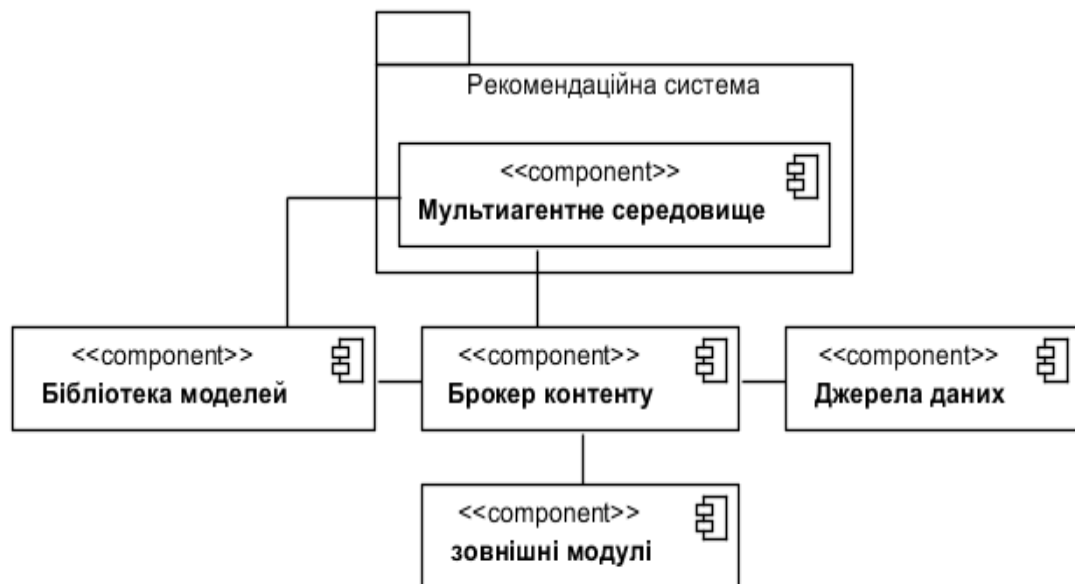 Рекомендаційна система
<<component>>
Мультиагентне середовище
<<component>>
Бібліотека моделей
<<component>>
Брокер контенту
<<component>>
Джерела даних
<<component>>
зовнішні модулі